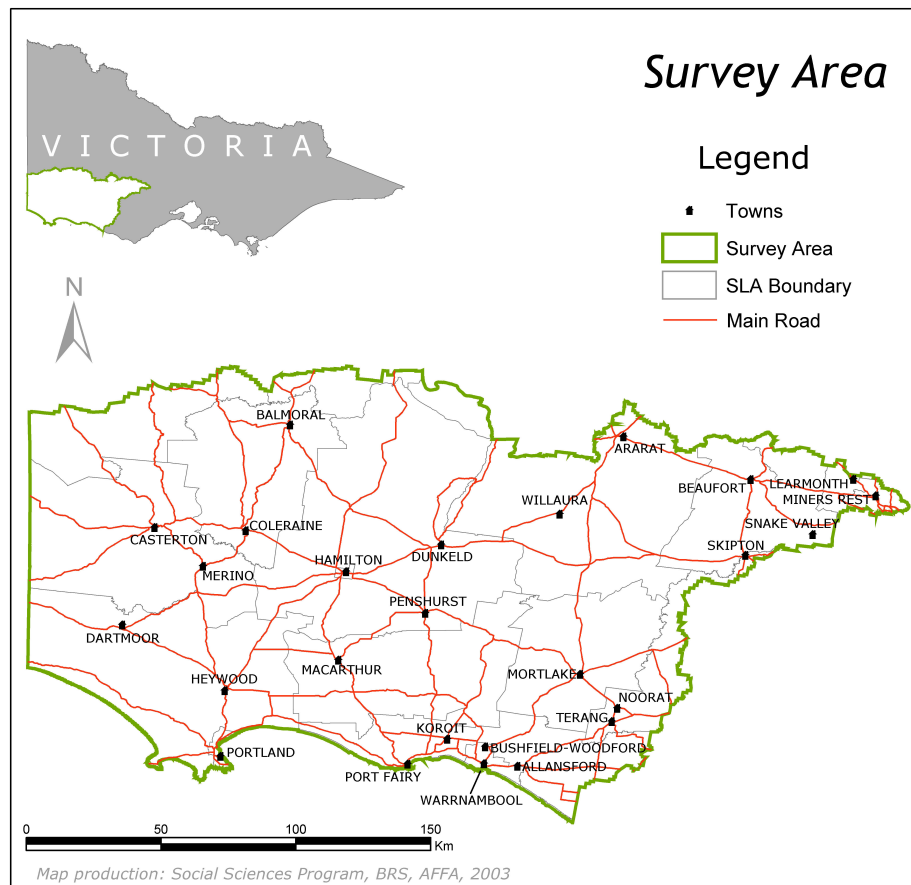 Survey Area
VICTORIA
Legend
Towns
Survey Area
SLA Boundary
Main Road
N
BALMORAL
ARARAT
WILLAURA
BEAUFORT
LEARMONTH
MINERS REST
SNAKE VALLEY
SKIPTON
CASTERTON
COLERAINE
HAMILTON
DUNKELD
MERINO
PENSHURST
DARTMOOR
MACARTHUR
HEYWOOD
MORTLAKE
NOORAT
TERANG
KOROIT
BUSHFIELD-WOODFORD
PORTLAND
PORT FAIRY
ALLANSFORD
WARRNAMBOOL
0 50 100 150
Km
Map production: Social Sciences Program, BRS, AFFA, 2003